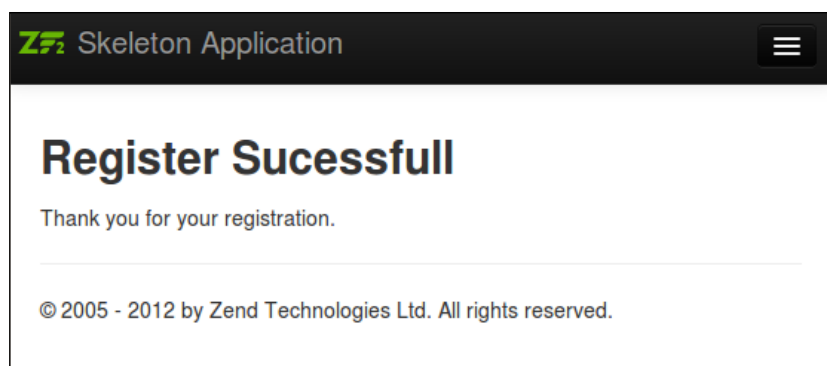 ZF2 Skeleton Application
Register Sucessfull
Thank you for your registration.
© 2005 - 2012 by Zend Technologies Ltd. All rights reserved.